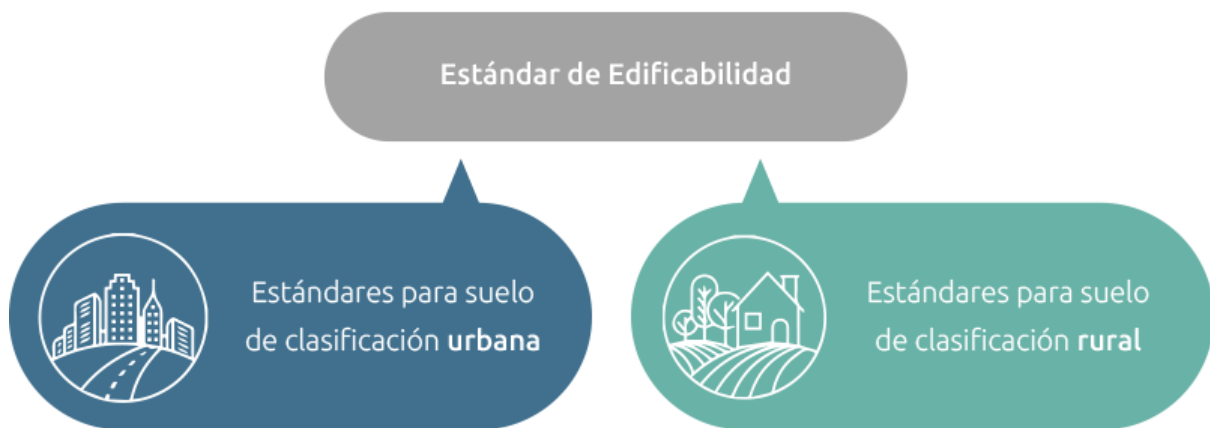 Estándar de Edificabilidad
Estándares para suelo
de clasificación urbana
Estándares para suelo
de clasificación rural